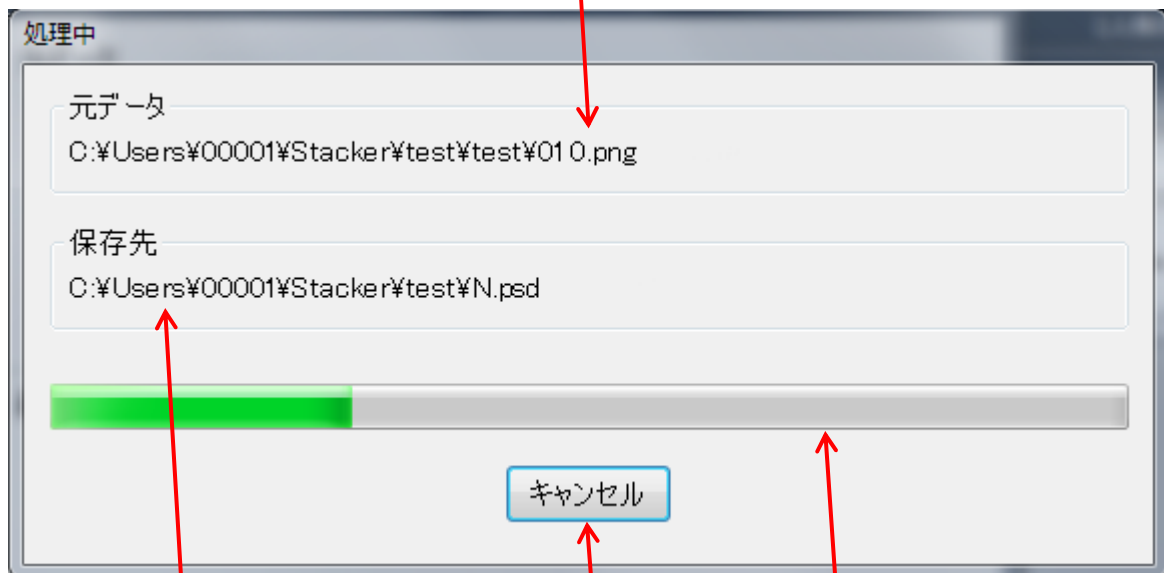 処理中
元データ
C:¥Users¥00001¥Stacker¥test¥test¥010.png
保存先
C:¥Users¥00001¥Stacker¥test¥N.psd
キャンセル